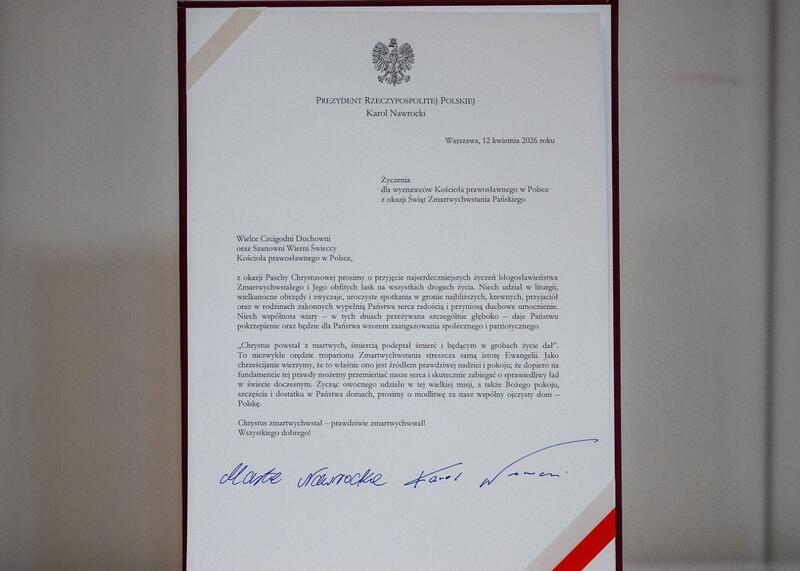 PREZYDENT RZECZYPOSPOLITEJ POLSKIEJ
Karol Nawrocki
Warszawa, 12 kwietnia 2026 roku
Życzenia
dla wyznawców Kościoła prawosławnego w Polsce
z okazji Świąt Zmartwychwstania Pańskiego
Wielce Czcigodni Duchowni
oraz Szanowni Wierni Świeccy
Kościoła prawosławnego w Polsce,
z okazji Paschy Chrystusowej prosimy o przyjęcie najserdeczniejszych życzeń błogosławieństwa
Zmartwychwstałego i Jego obfitych łask na wszystkich drogach życia. Niech udział w liturgii,
wielkanocne obrzędy i zwyczaje, uroczyste spotkania w gronie najbliższych, krewnych, przyjaciół
oraz w rodzinach zakonnych wypełnią Państwa serca radością i przyniosą duchowe umocnienie.
Niech wspólnota wiary – w tych dniach przeżywana szczególnie głęboko – daje Państwu
pokrzepienie oraz będzie dla Państwa wzorem zaangażowania społecznego i patriotycznego.
„Chrystus powstał z martwych, śmiercią podeptał śmierć i będącym w grobach życie dał”.
To niezwykłe orędzie troparionu Zmartwychwstania streszcza samą istotę Ewangelii. Jako
chrześcijanie wierzymy, że to właśnie ono jest źródłem prawdziwej nadziei i pokoju; że dopiero na
fundamencie tej prawdy możemy przemieniać nasze serca i skutecznie zabiegać o sprawiedliwy ład
w świecie doczesnym. Życząc owocnego udziału w tej wielkiej misji, a także Bożego pokoju,
szczęścia i dostatku w Państwa domach, prosimy o modlitwę za nasz wspólny ojczysty dom –
Polskę.
Chrystus zmartwychwstał – prawdziwie zmartwychwstał!
Wszystkiego dobrego!
Marta Nawrocka Karol Nawrocki